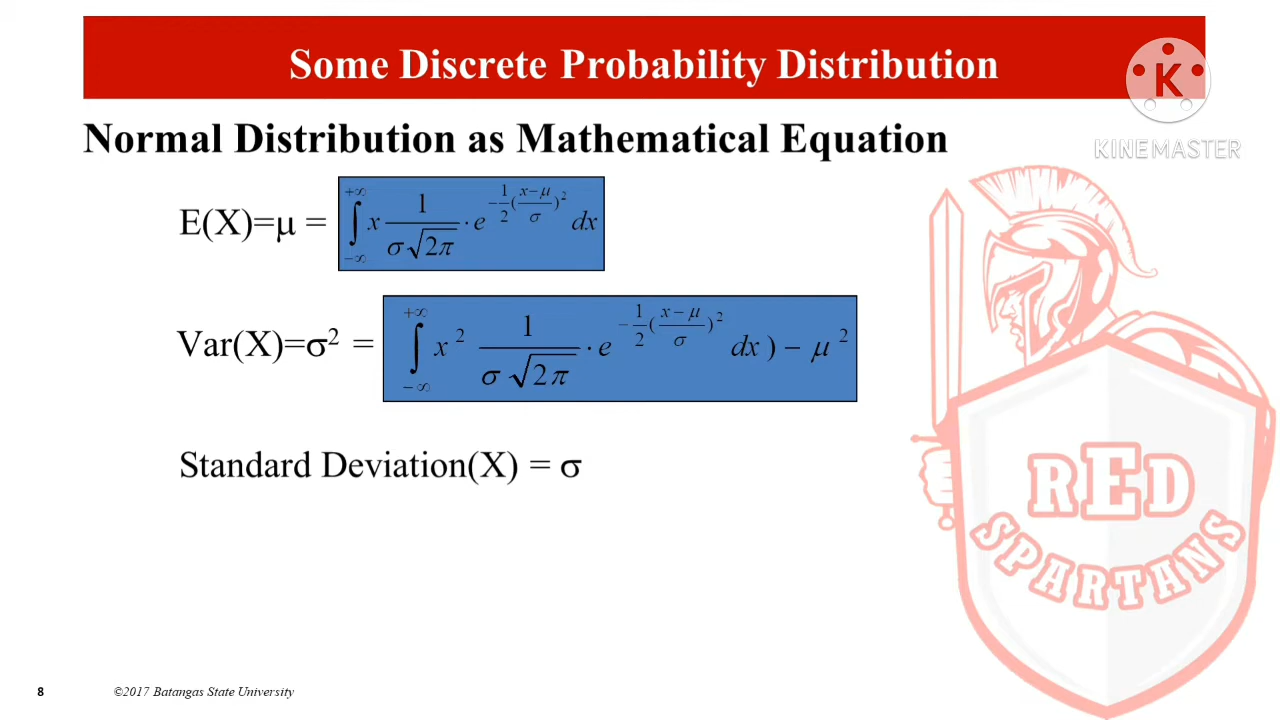 Some Discrete Probability Distribution
K
KINEMASTER
Normal Distribution as Mathematical Equation
E(X)=μ = ∫_{-∞}^{+∞} x 1/(σ√2π) · e^{-1/2((x-μ)/σ)^2} dx
Var(X)=σ² = ∫_{-∞}^{+∞} x² 1/(σ√2π) · e^{-1/2((x-μ)/σ)^2} dx) − μ²
Standard Deviation(X) = σ
RED
SPARTANS
8 ©2017 Batangas State University